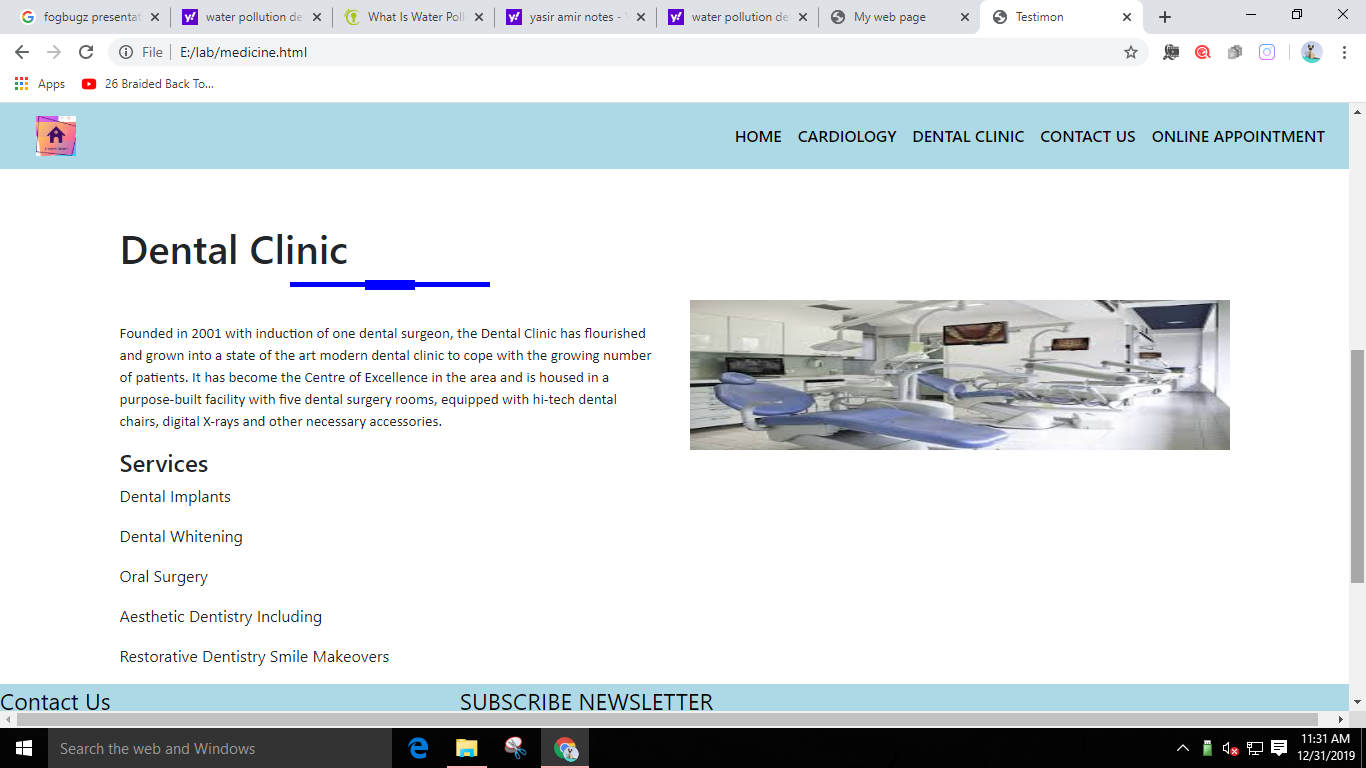 fogbugz presentat
water pollution de
What Is Water Poll
yasir amir notes - Y
water pollution de
My web page
Testimon
File
E:/lab/medicine.html
Apps
26 Braided Back To...
HOME CARDIOLOGY DENTAL CLINIC CONTACT US ONLINE APPOINTMENT
Dental Clinic
Founded in 2001 with induction of one dental surgeon, the Dental Clinic has flourished
and grown into a state of the art modern dental clinic to cope with the growing number
of patients. It has become the Centre of Excellence in the area and is housed in a
purpose-built facility with five dental surgery rooms, equipped with hi-tech dental
chairs, digital X-rays and other necessary accessories.
Services
Dental Implants
Dental Whitening
Oral Surgery
Aesthetic Dentistry Including
Restorative Dentistry Smile Makeovers
Contact Us
SUBSCRIBE NEWSLETTER
Search the web and Windows
11:31 AM
12/31/2019